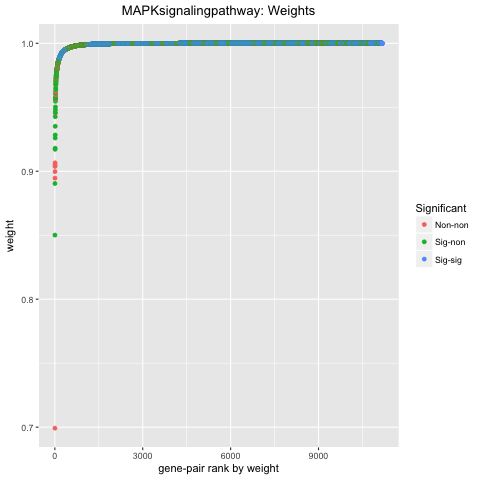 MAPKsignalingpathway: Weights
weight
1.0
0.9
0.8
0.7
0 3000 6000 9000
gene-pair rank by weight
Significant
Non-non
Sig-non
Sig-sig